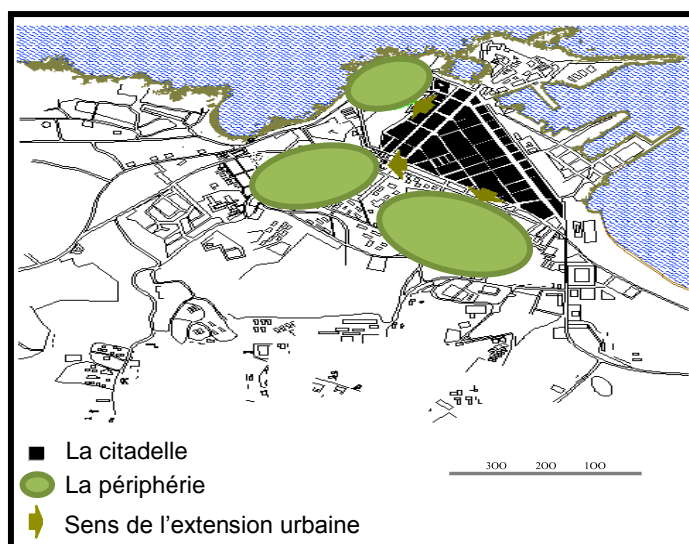 La citadelle
300 200 100
La périphérie
Sens de l’extension urbaine